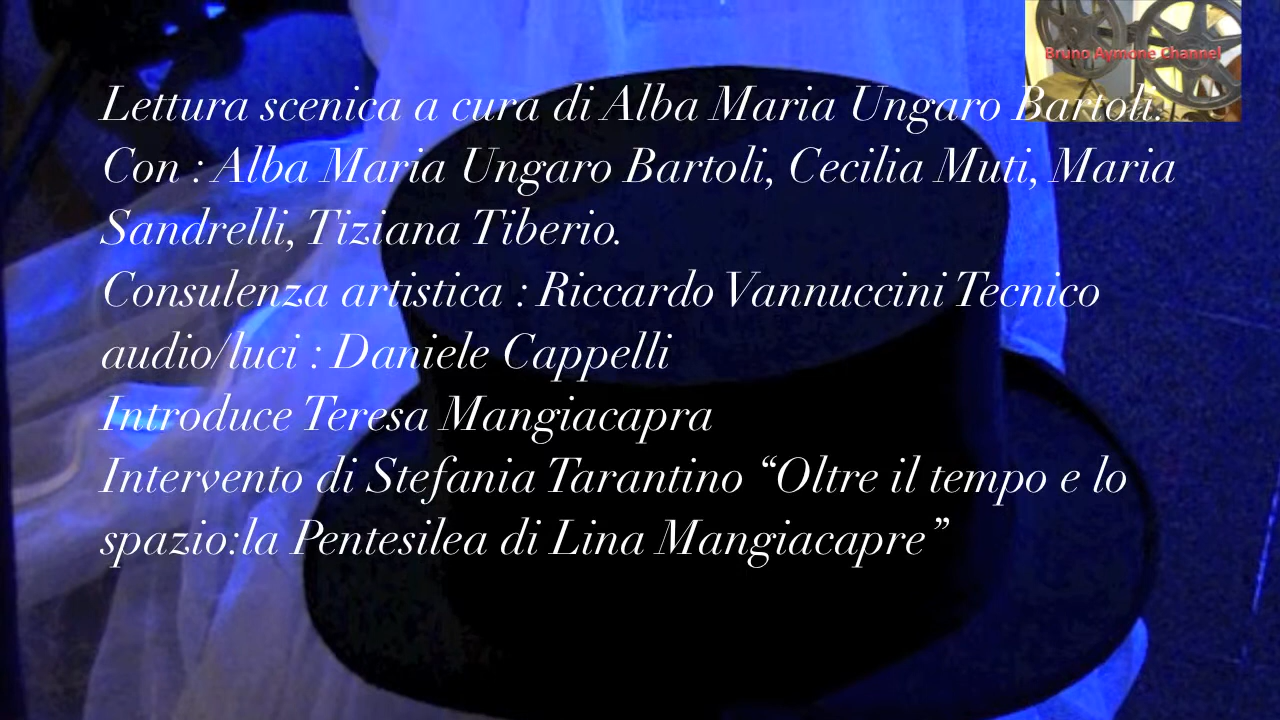 Bruno Aymone Channel
Lettura scenica a cura di Alba Maria Ungaro Bartoli.
Con : Alba Maria Ungaro Bartoli, Cecilia Muti, Maria
Sandrelli, Tiziana Tiberio.
Consulenza artistica : Riccardo Vannuccini Tecnico
audio/luci : Daniele Cappelli
Introduce Teresa Mangiacapra
Intervento di Stefania Tarantino “Oltre il tempo e lo
spazio:la Pentesilea di Lina Mangiacapre”